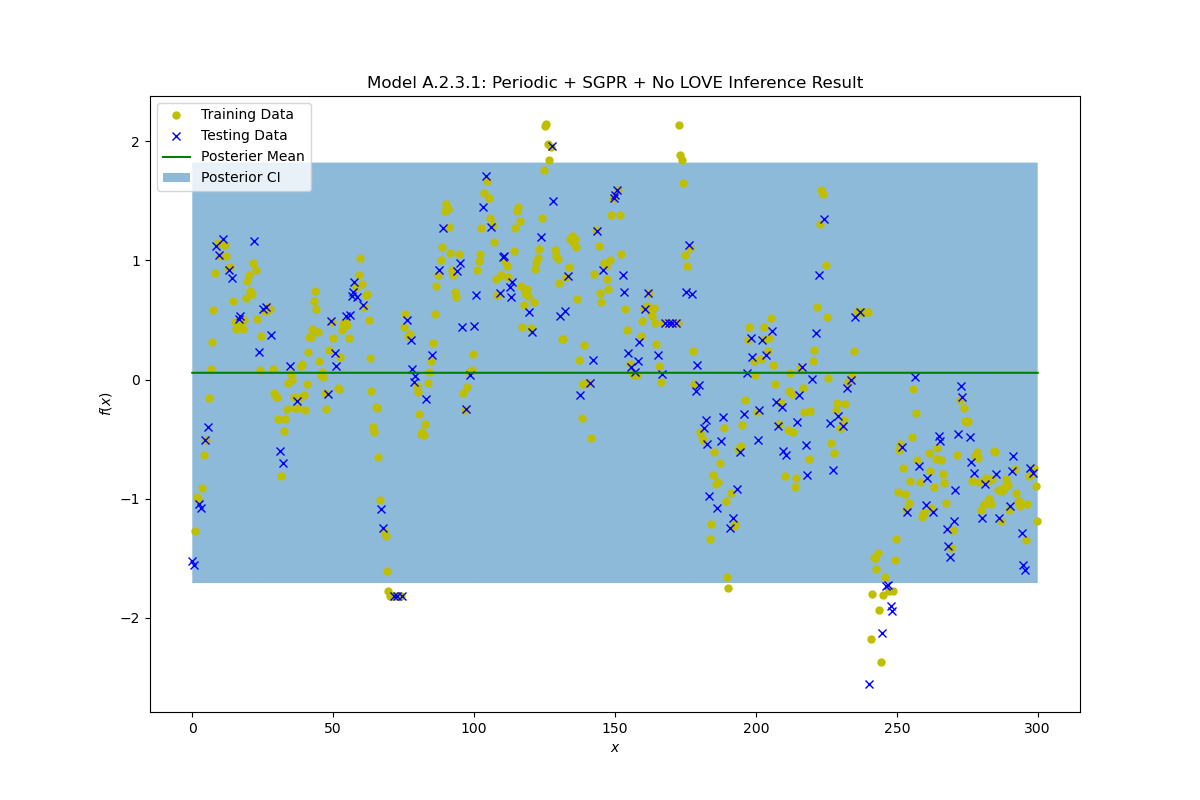 Model A.2.3.1: Periodic + SGPR + No LOVE Inference Result
Training Data
Testing Data
Posterier Mean
Posterior CI
2
1
0
−1
−2
f(x)
0 50 100 150 200 250 300
x